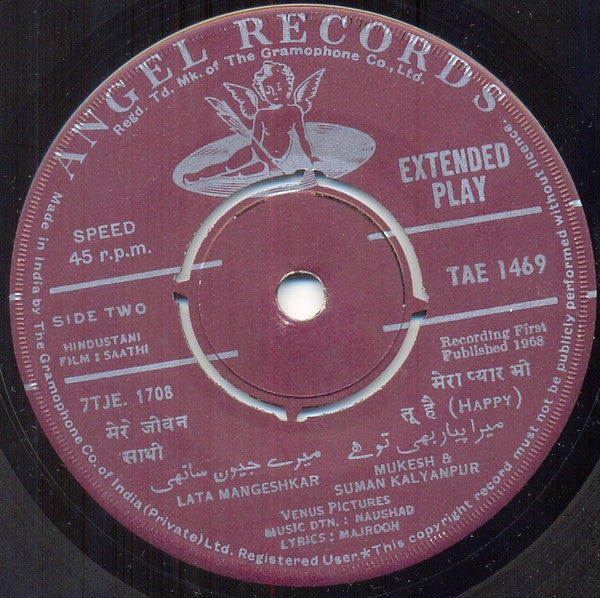 ANGEL RECORDS
Regd. Td. Mk. of The Gramophone Co., Ltd.
EXTENDED
PLAY
SPEED
45 r.p.m.
TAE 1469
SIDE TWO
HINDUSTANI
FILM : SAATHI
Recording First
Published 1968
7TJE. 1708
मेरे जीवन
साथी
میرے جیون ساتھی
LATA MANGESHKAR
मेरा प्यार भी
तू है (HAPPY)
میرا پیار بھی تو ہے
MUKESH &
SUMAN KALYANPUR
VENUS PICTURES
MUSIC DTN. : NAUSHAD
LYRICS : MAJROOH
Made in India by The Gramophone Co. of India (Private) Ltd. Registered User * This copyright record must not be publicly performed without licence.